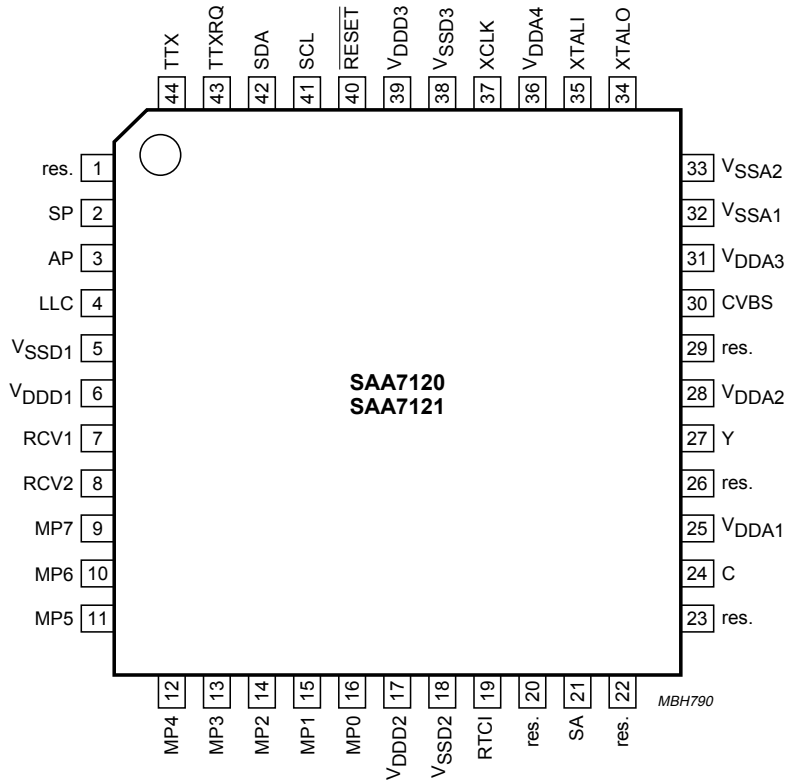 44 TTX
43 TTXRQ
42 SDA
41 SCL
40 RESET
39 VDDD3
38 VSSD3
37 XCLK
36 VDDA4
35 XTALI
34 XTALO
res. 1
SP 2
AP 3
LLC 4
VSSD1 5
VDDD1 6
RCV1 7
RCV2 8
MP7 9
MP6 10
MP5 11
SAA7120
SAA7121
33 VSSA2
32 VSSA1
31 VDDA3
30 CVBS
29 res.
28 VDDA2
27 Y
26 res.
25 VDDA1
24 C
23 res.
MP4 12
MP3 13
MP2 14
MP1 15
MP0 16
VDDD2 17
VSSD2 18
RTCI 19
res. 20
SA 21
res. 22
MBH790